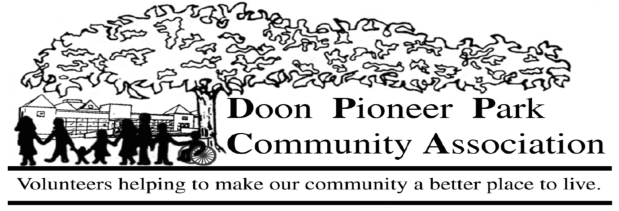 Doon Pioneer Park
Community Association
Volunteers helping to make our community a better place to live.